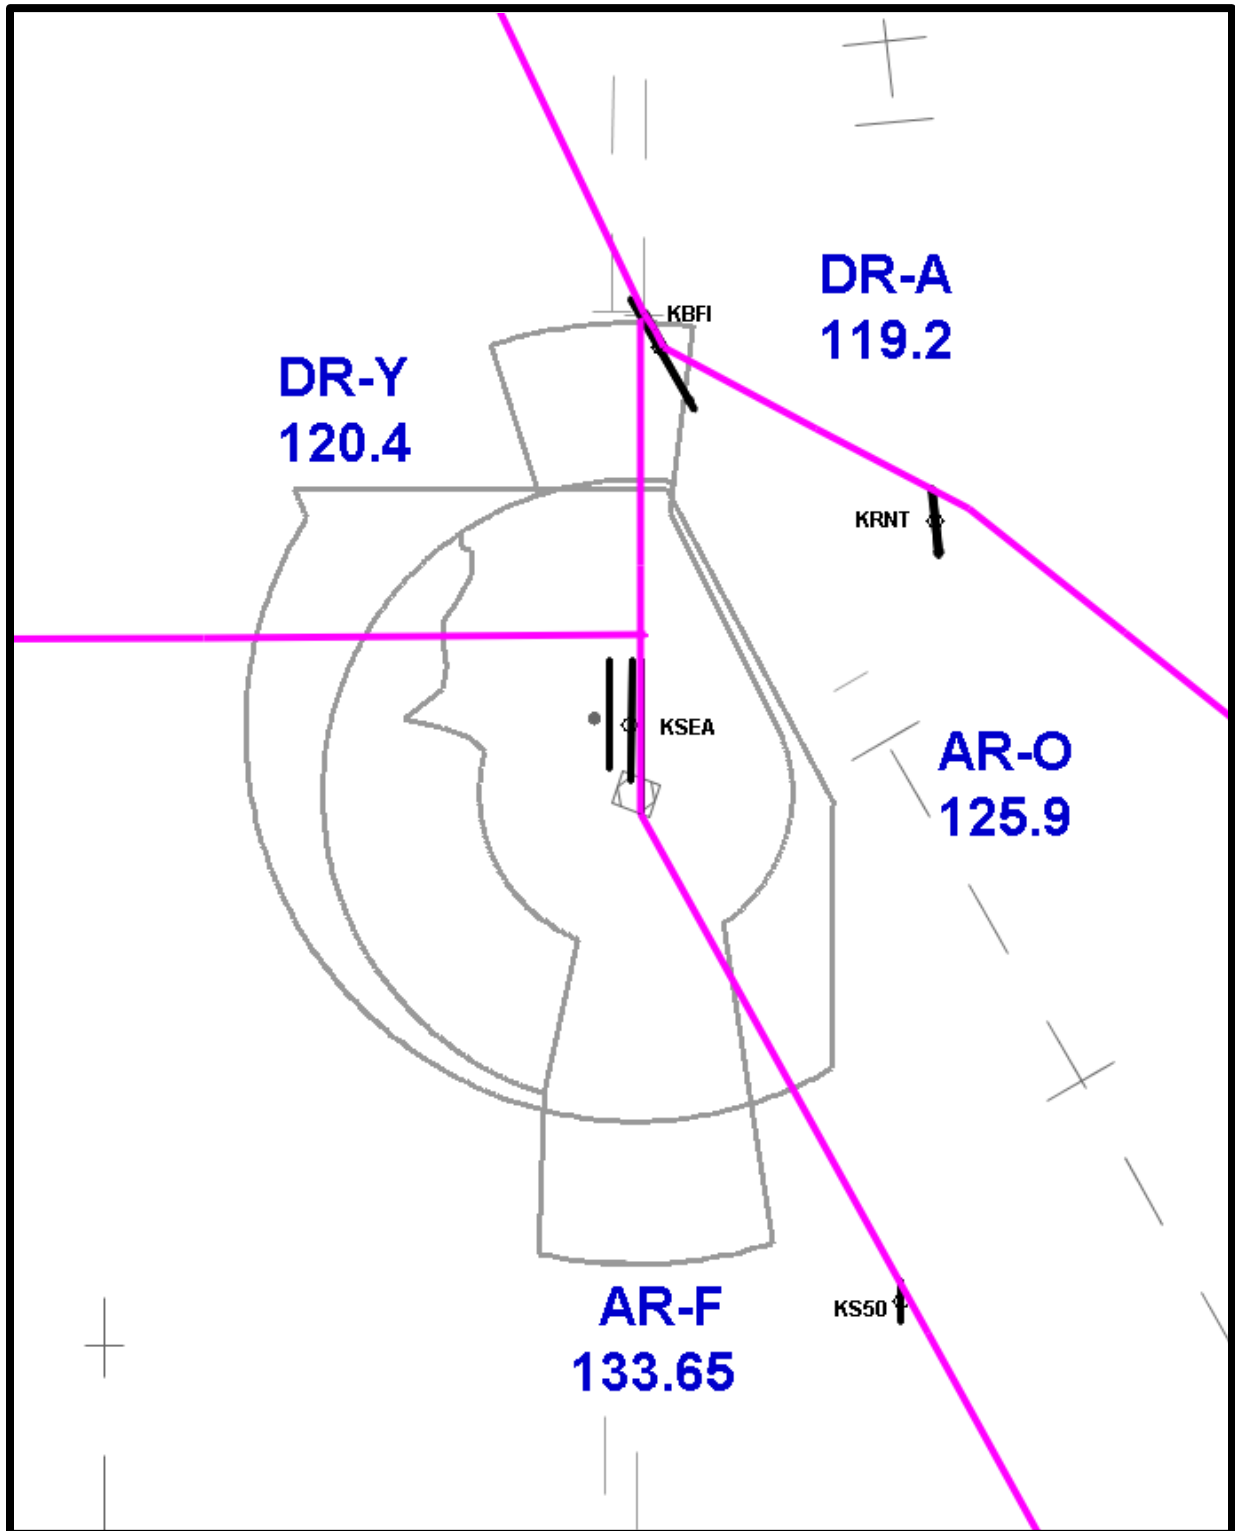 DR-A
119.2
KBFI
DR-Y
120.4
KRNT
KSEA
AR-O
125.9
AR-F
133.65
KS50